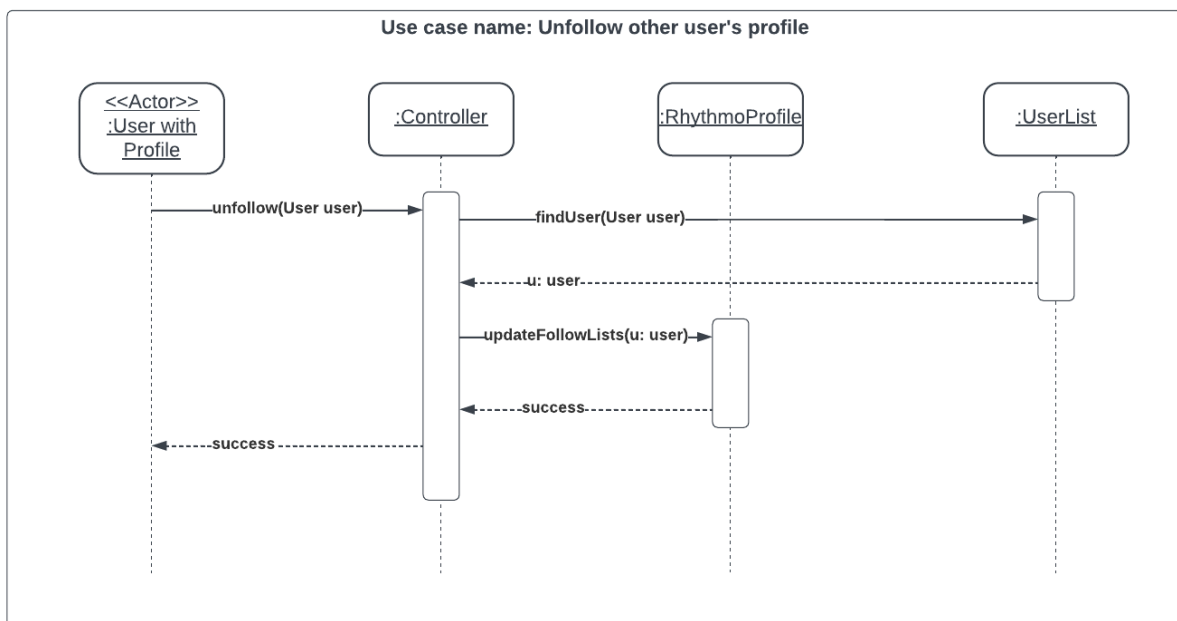 Use case name: Unfollow other user's profile
<<Actor>>
:User with
Profile
:Controller
:RhythmoProfile
:UserList
unfollow(User user)
findUser(User user)
u: user
updateFollowLists(u: user)
success
success